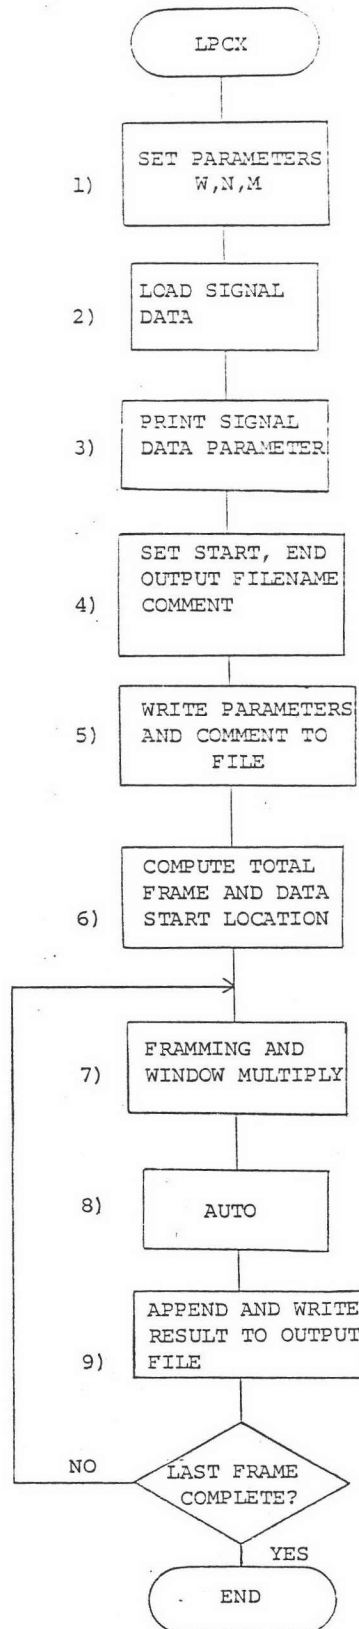 LPCX
SET PARAMETERS
1) W,N,M
LOAD SIGNAL
2) DATA
PRINT SIGNAL
3) DATA PARAMETER
SET START, END
OUTPUT FILENAME
4) COMMENT
WRITE PARAMETERS
5) AND COMMENT TO
FILE
COMPUTE TOTAL
FRAME AND DATA
6) START LOCATION
FRAMMING AND
7) WINDOW MULTIPLY
8) AUTO
APPEND AND WRITE
RESULT TO OUTPUT
9) FILE
NO LAST FRAME
COMPLETE?
YES
END